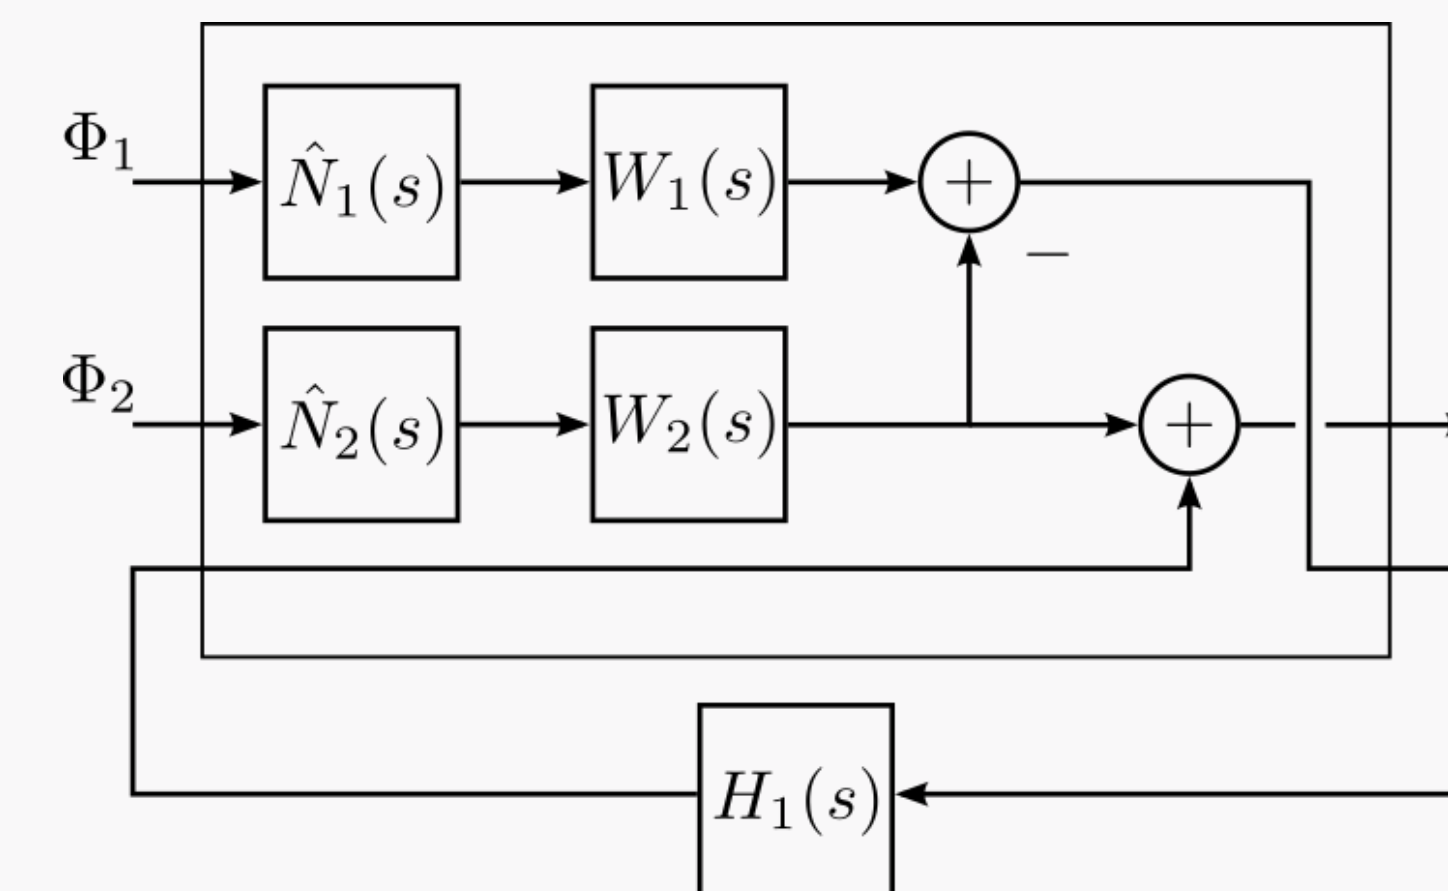 Φ₁
N̂₁(s)
W₁(s)
+
−
Φ₂
N̂₂(s)
W₂(s)
+
H₁(s)